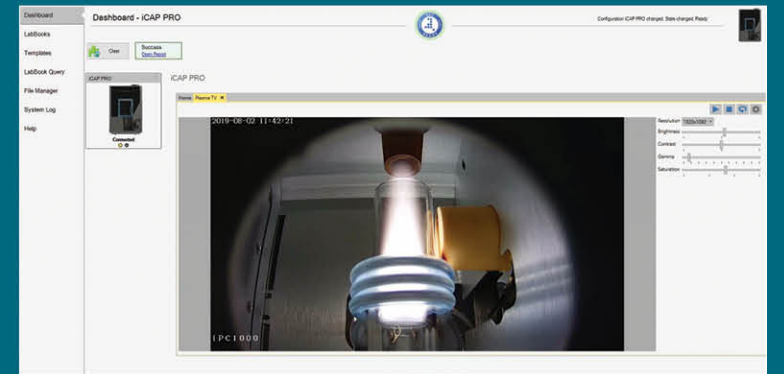 Dashboard
LabBooks
Templates
LabBook Query
File Manager
System Log
Help
Dashboard - iCAP PRO
Configuration iCAP PRO changed. State changed, Ready
Clear
Success
Open Report
iCAP PRO
Connected
iCAP PRO
Home Plasma TV
2019-08-02 11:42:21
iPC1000
Resolution 1920x1080
Brightness
Contrast
Gamma
Saturation